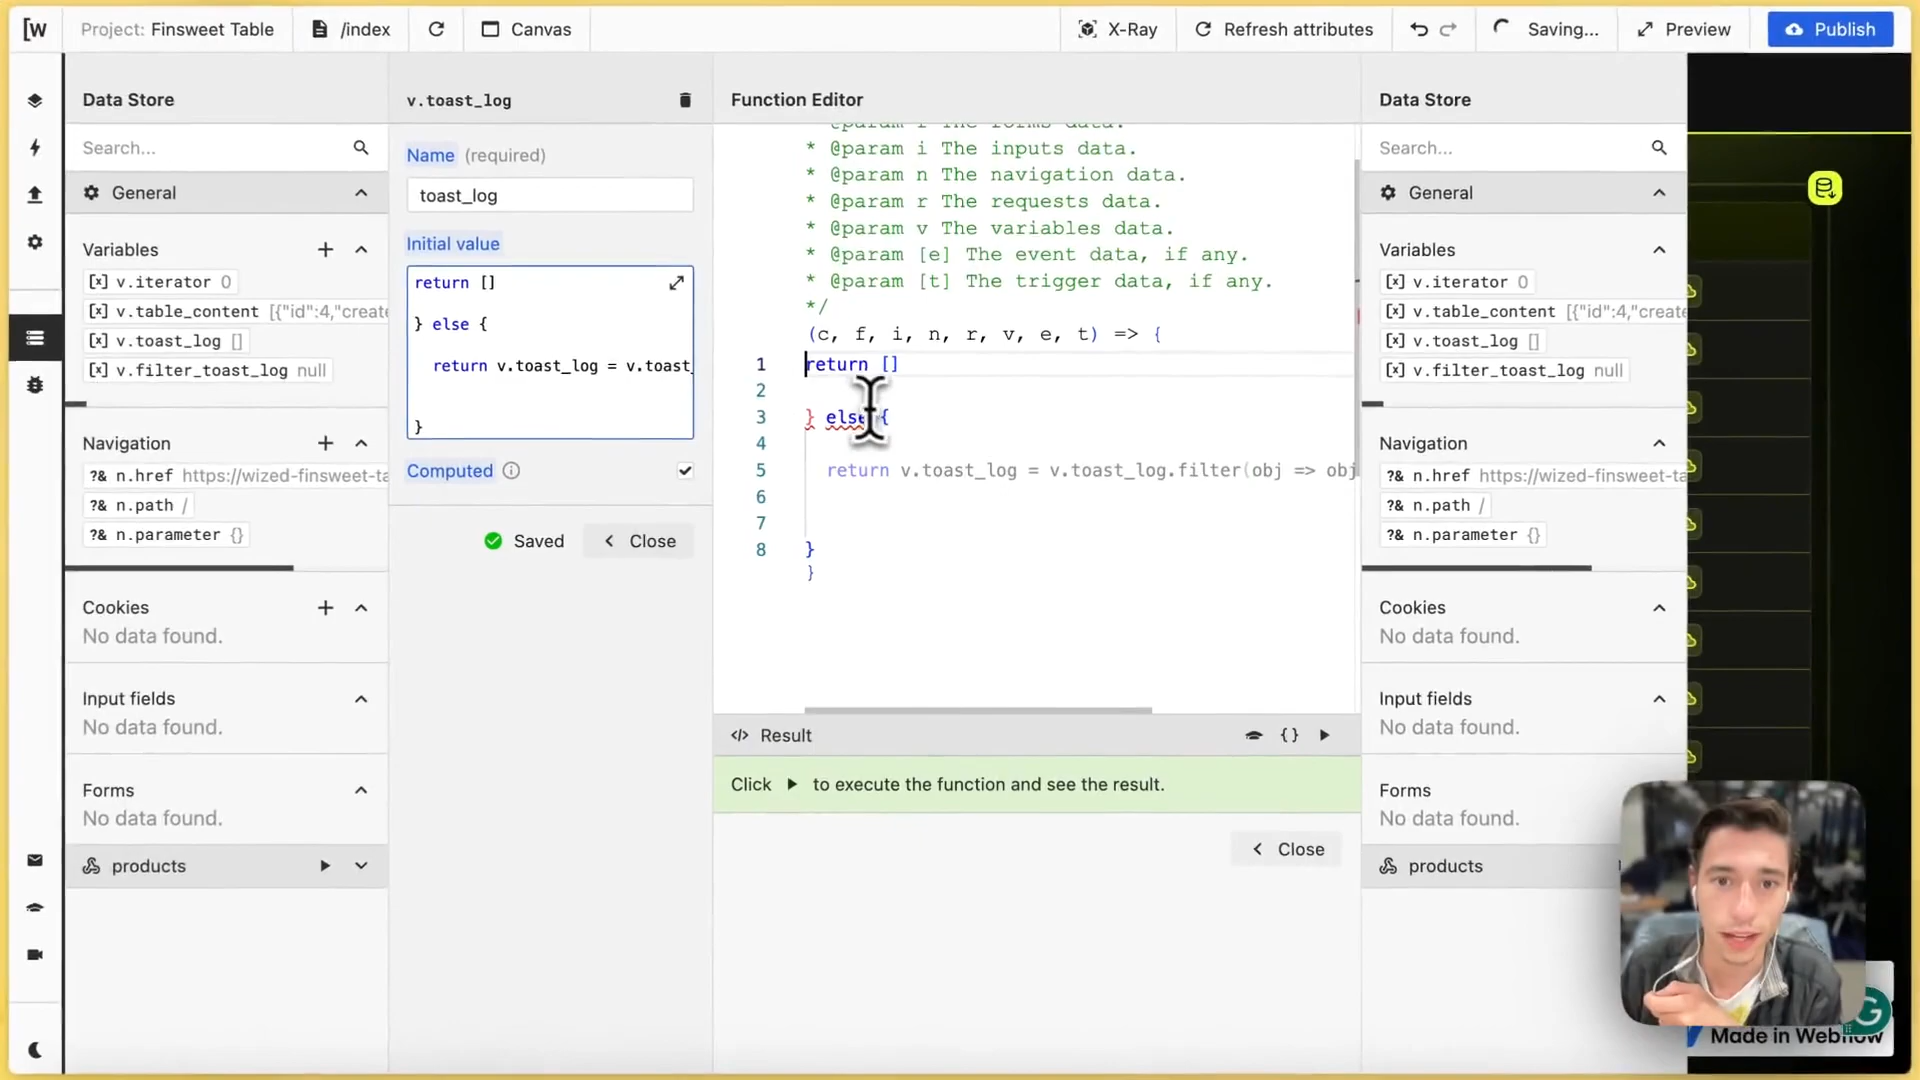 [W
Project: Finsweet Table
/index
Canvas
X-Ray
Refresh attributes
Saving...
Preview
Publish
Data Store
Search...
General
Variables
[x] v.iterator 0
[x] v.table_content [{"id":4,"create
[x] v.toast_log []
[x] v.filter_toast_log null
Navigation
?& n.href https://wized-finsweet-ta
?& n.path /
?& n.parameter {}
Cookies
No data found.
Input fields
No data found.
Forms
No data found.
products
v.toast_log
Name (required)
toast_log
Initial value
return []
} else {
return v.toast_log = v.toast_
}
Computed
Saved
Close
Function Editor
* @param f The forms data.
* @param i The inputs data.
* @param n The navigation data.
* @param r The requests data.
* @param v The variables data.
* @param [e] The event data, if any.
* @param [t] The trigger data, if any.
*/
(c, f, i, n, r, v, e, t) => {
1 return []
2
3 } else {
4
5 return v.toast_log = v.toast_log.filter(obj => obj
6
7
8 }
}
</> Result
{}
Click ▶ to execute the function and see the result.
Close
Data Store
Search...
General
Variables
[x] v.iterator 0
[x] v.table_content [{"id":4,"create
[x] v.toast_log []
[x] v.filter_toast_log null
Navigation
?& n.href https://wized-finsweet-ta
?& n.path /
?& n.parameter {}
Cookies
No data found.
Input fields
No data found.
Forms
No data found.
products
G
Made in Webflow